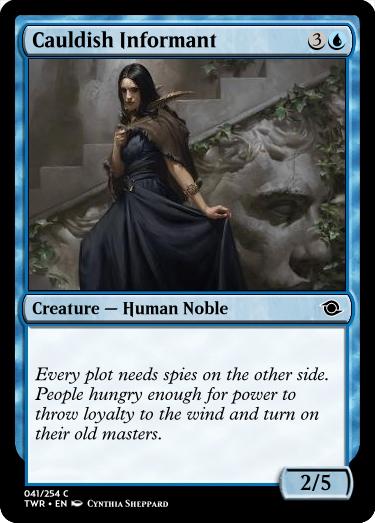 Cauldish Informant 3
Creature — Human Noble
Every plot needs spies on the other side.
People hungry enough for power to
throw loyalty to the wind and turn on
their old masters.
2/5
041/254 C
TWR • EN Cynthia Sheppard